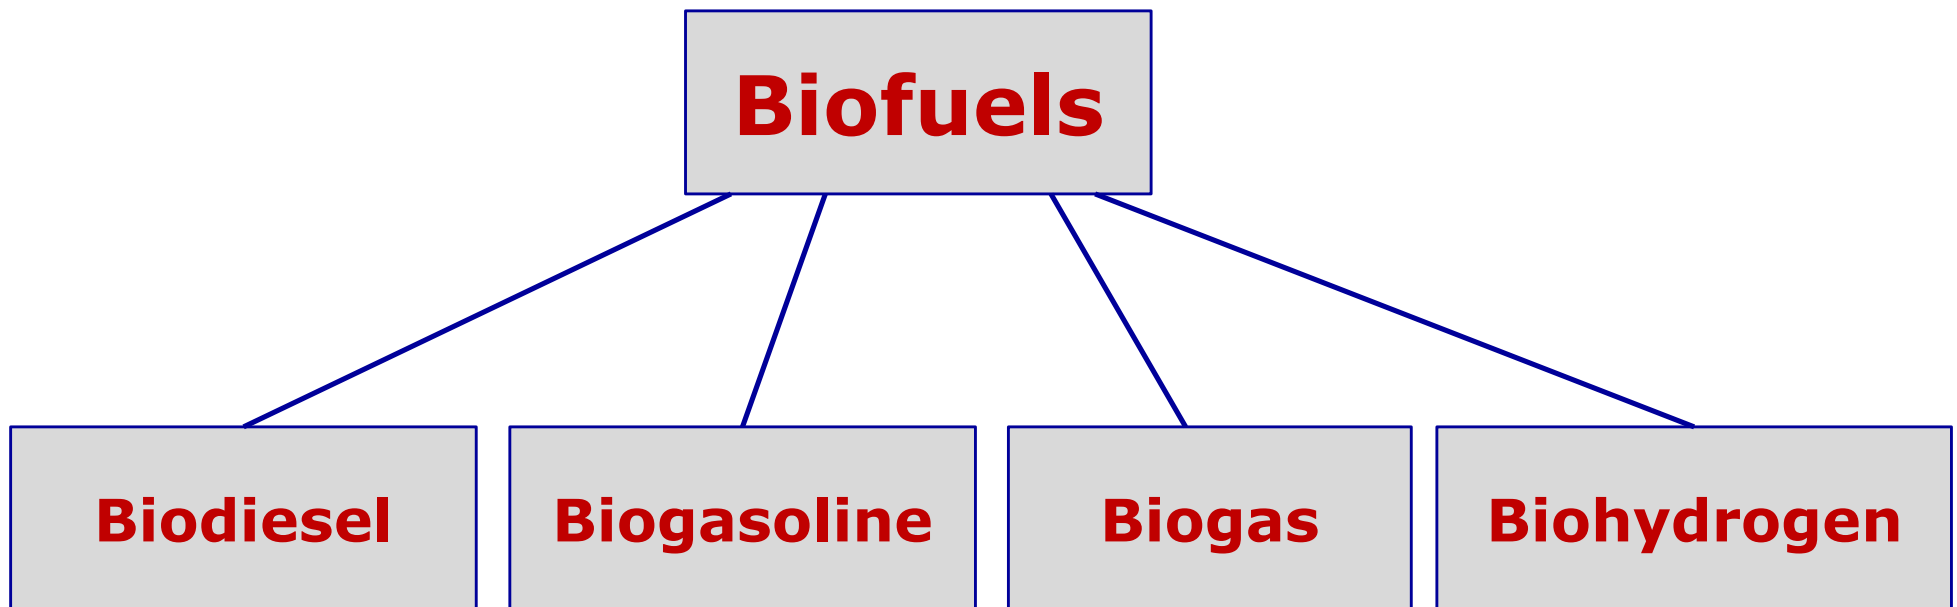 Biofuels
Biodiesel
Biogasoline
Biogas
Biohydrogen